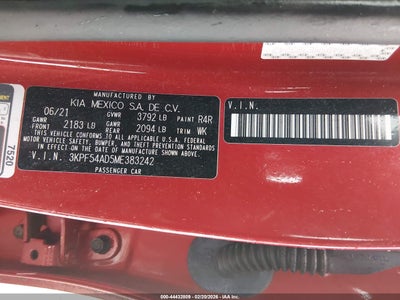 MANUFACTURED BY
KIA MEXICO S.A. DE C.V.
06/21 GVWR 3792 LB PAINT R4R
GAWR FRONT 2183 LB GAWR REAR 2094 LB TRIM WK
THIS VEHICLE CONFORMS TO ALL APPLICABLE U.S. FEDERAL
MOTOR VEHICLE SAFETY, BUMPER, AND THEFT PREVENTION
STANDARDS IN EFFECT ON THE DATE OF MANUFACTURE SHOWN ABOVE.
V.I.N. 3KPF54AD5ME383242
PASSENGER CAR
V.I.N.
7520
000-44432809 - 02/20/2026 - IAAI.COM